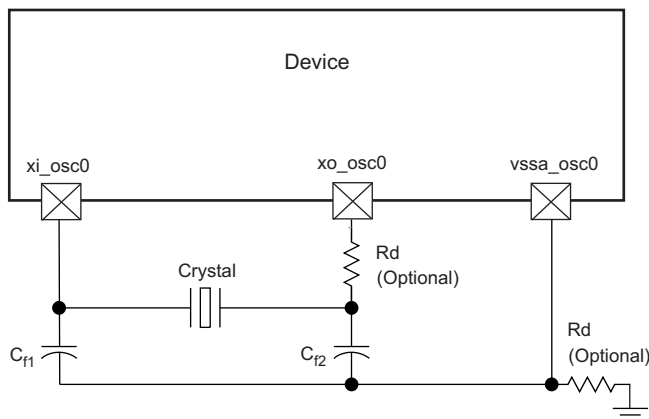 Device
xi_osc0
xo_osc0
vssa_osc0
Rd
(Optional)
Crystal
Rd
(Optional)
Cf1
Cf2